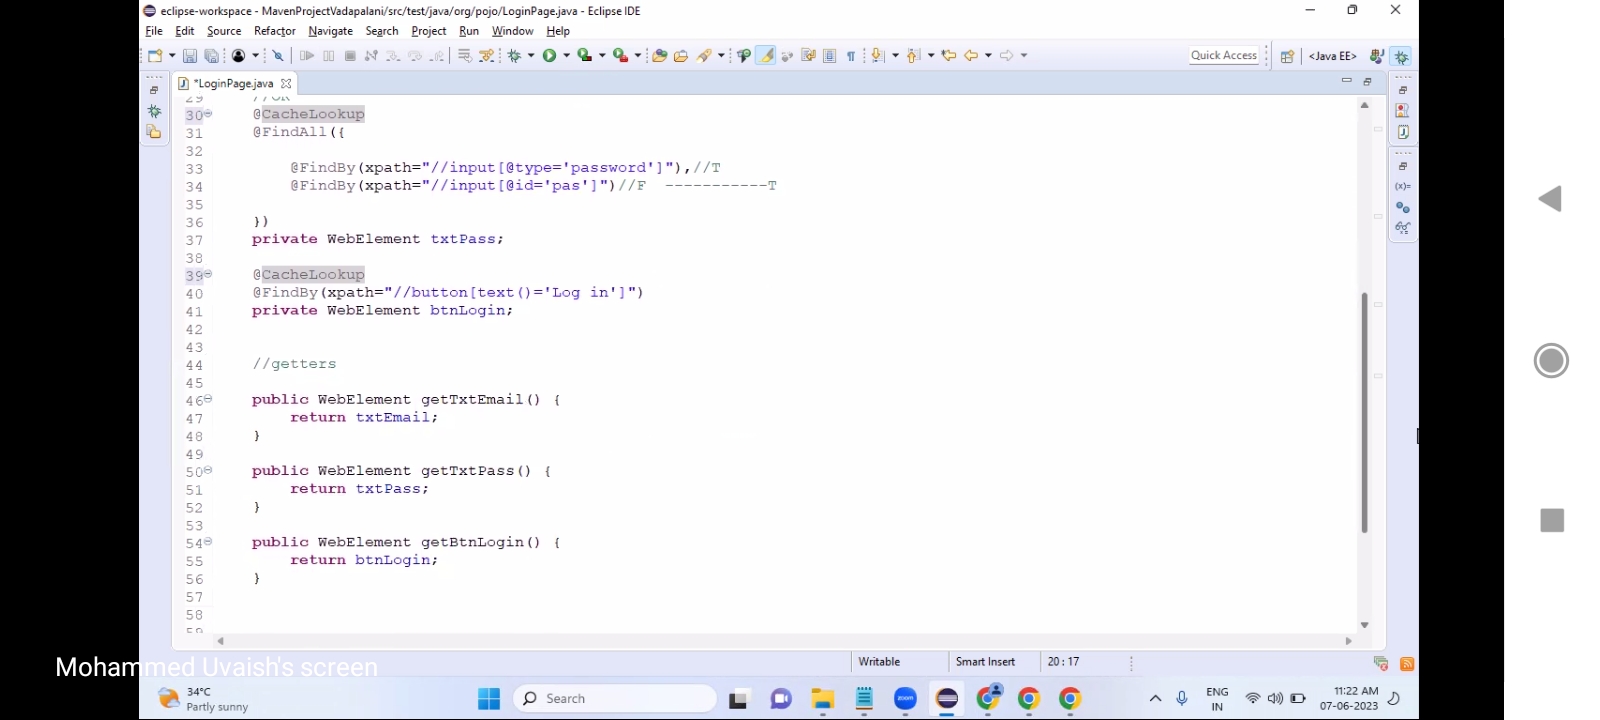 eclipse-workspace - MavenProjectVadapalani/src/test/java/org/pojo/LoginPage.java - Eclipse IDE
File Edit Source Refactor Navigate Search Project Run Window Help
Quick Access <Java EE>
*LoginPage.java
29 //OR
30 @CacheLookup
31 @FindAll({
32
33 @FindBy(xpath="//input[@type='password']"),//T
34 @FindBy(xpath="//input[@id='pas']")//F -----------T
35
36 })
37 private WebElement txtPass;
38
39 @CacheLookup
40 @FindBy(xpath="//button[text()='Log in']")
41 private WebElement btnLogin;
42
43
44 //getters
45
46 public WebElement getTxtEmail() {
47 return txtEmail;
48 }
49
50 public WebElement getTxtPass() {
51 return txtPass;
52 }
53
54 public WebElement getBtnLogin() {
55 return btnLogin;
56 }
57
58
59
Writable Smart Insert 20 : 17
Mohammed Uvaish's screen
34°C
Partly sunny
Search
zoom
ENG
IN
11:22 AM
07-06-2023